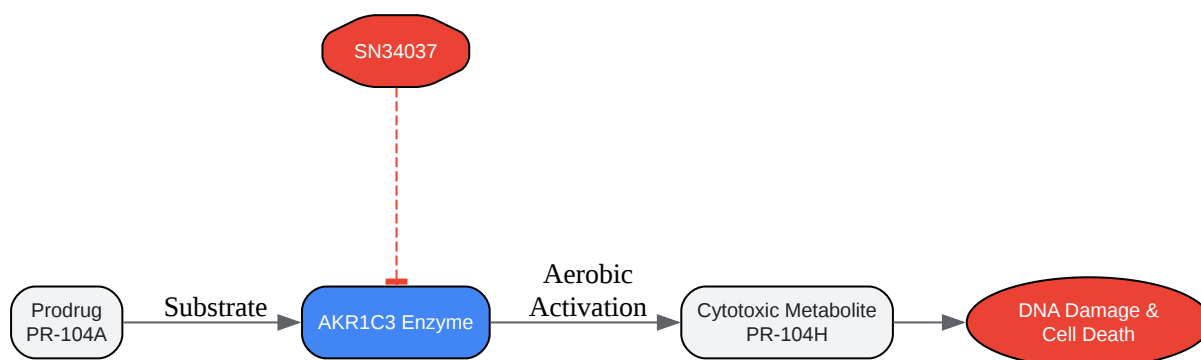 SN34037
Prodrug
PR-104A
Substrate
AKR1C3 Enzyme
Aerobic
Activation
Cytotoxic Metabolite
PR-104H
DNA Damage &
Cell Death